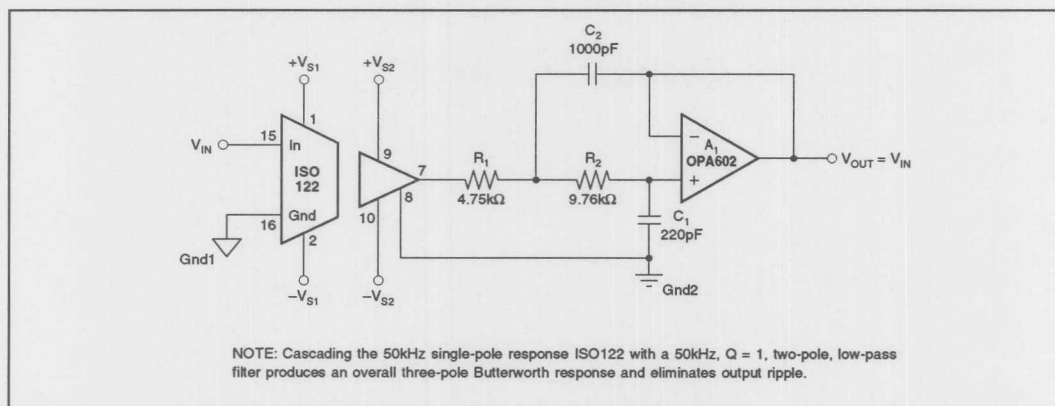 C2
1000pF
+VS1
+VS2
1
VIN
15
In
ISO
122
Gnd
16
2
Gnd1
−VS1
9
7
8
10
−VS2
R1
4.75kΩ
R2
9.76kΩ
−
A1
OPA602
+
VOUT = VIN
C1
220pF
Gnd2
NOTE: Cascading the 50kHz single-pole response ISO122 with a 50kHz, Q = 1, two-pole, low-pass
filter produces an overall three-pole Butterworth response and eliminates output ripple.